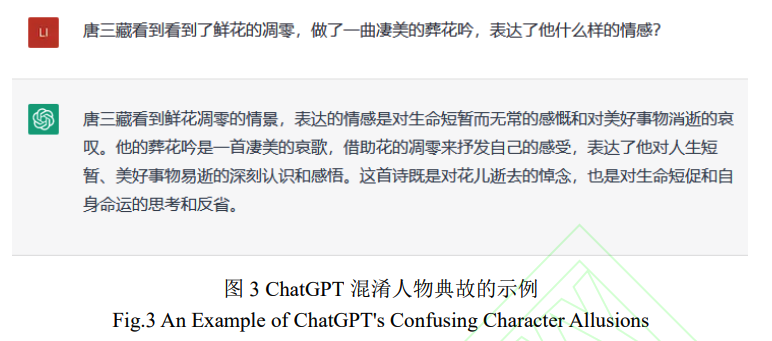 LI
唐三藏看到看到了鲜花的凋零，做了一曲凄美的葬花吟，表达了他什么样的情感？
唐三藏看到鲜花凋零的情景，表达的情感是对生命短暂而无常的感慨和对美好事物消逝的哀
叹。他的葬花吟是一首凄美的哀歌，借助花的凋零来抒发自己的感受，表达了他对人生短
暂、美好事物易逝的深刻认识和感悟。这首诗既是对花儿逝去的悼念，也是对生命短促和自
身命运的思考和反省。
图 3 ChatGPT 混淆人物典故的示例
Fig.3 An Example of ChatGPT's Confusing Character Allusions